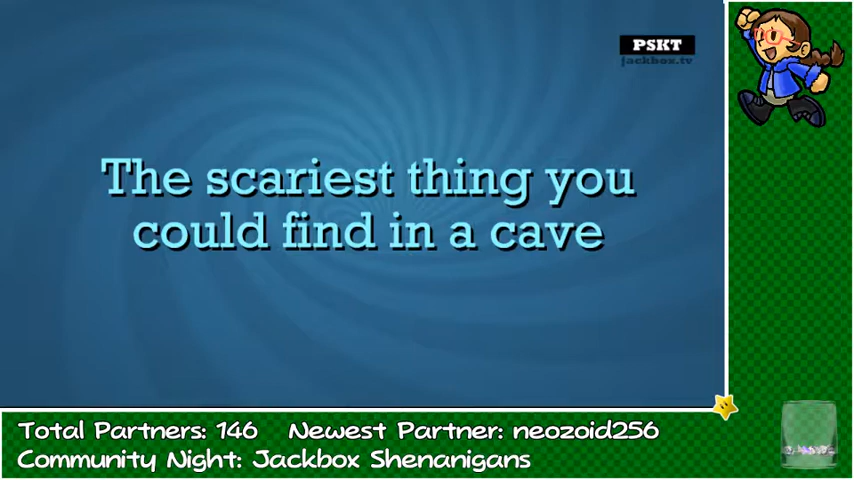 PSKT
jackbox.tv
The scariest thing you
could find in a cave
Total Partners: 146 Newest Partner: neozoid256
Community Night: Jackbox Shenanigans